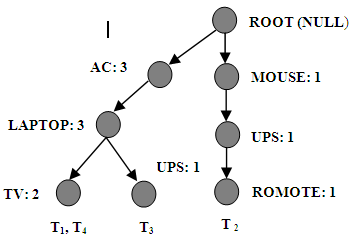 ROOT (NULL)
AC: 3
MOUSE: 1
LAPTOP: 3
UPS: 1
UPS: 1
TV: 2
ROMOTE: 1
T1, T4
T3
T2